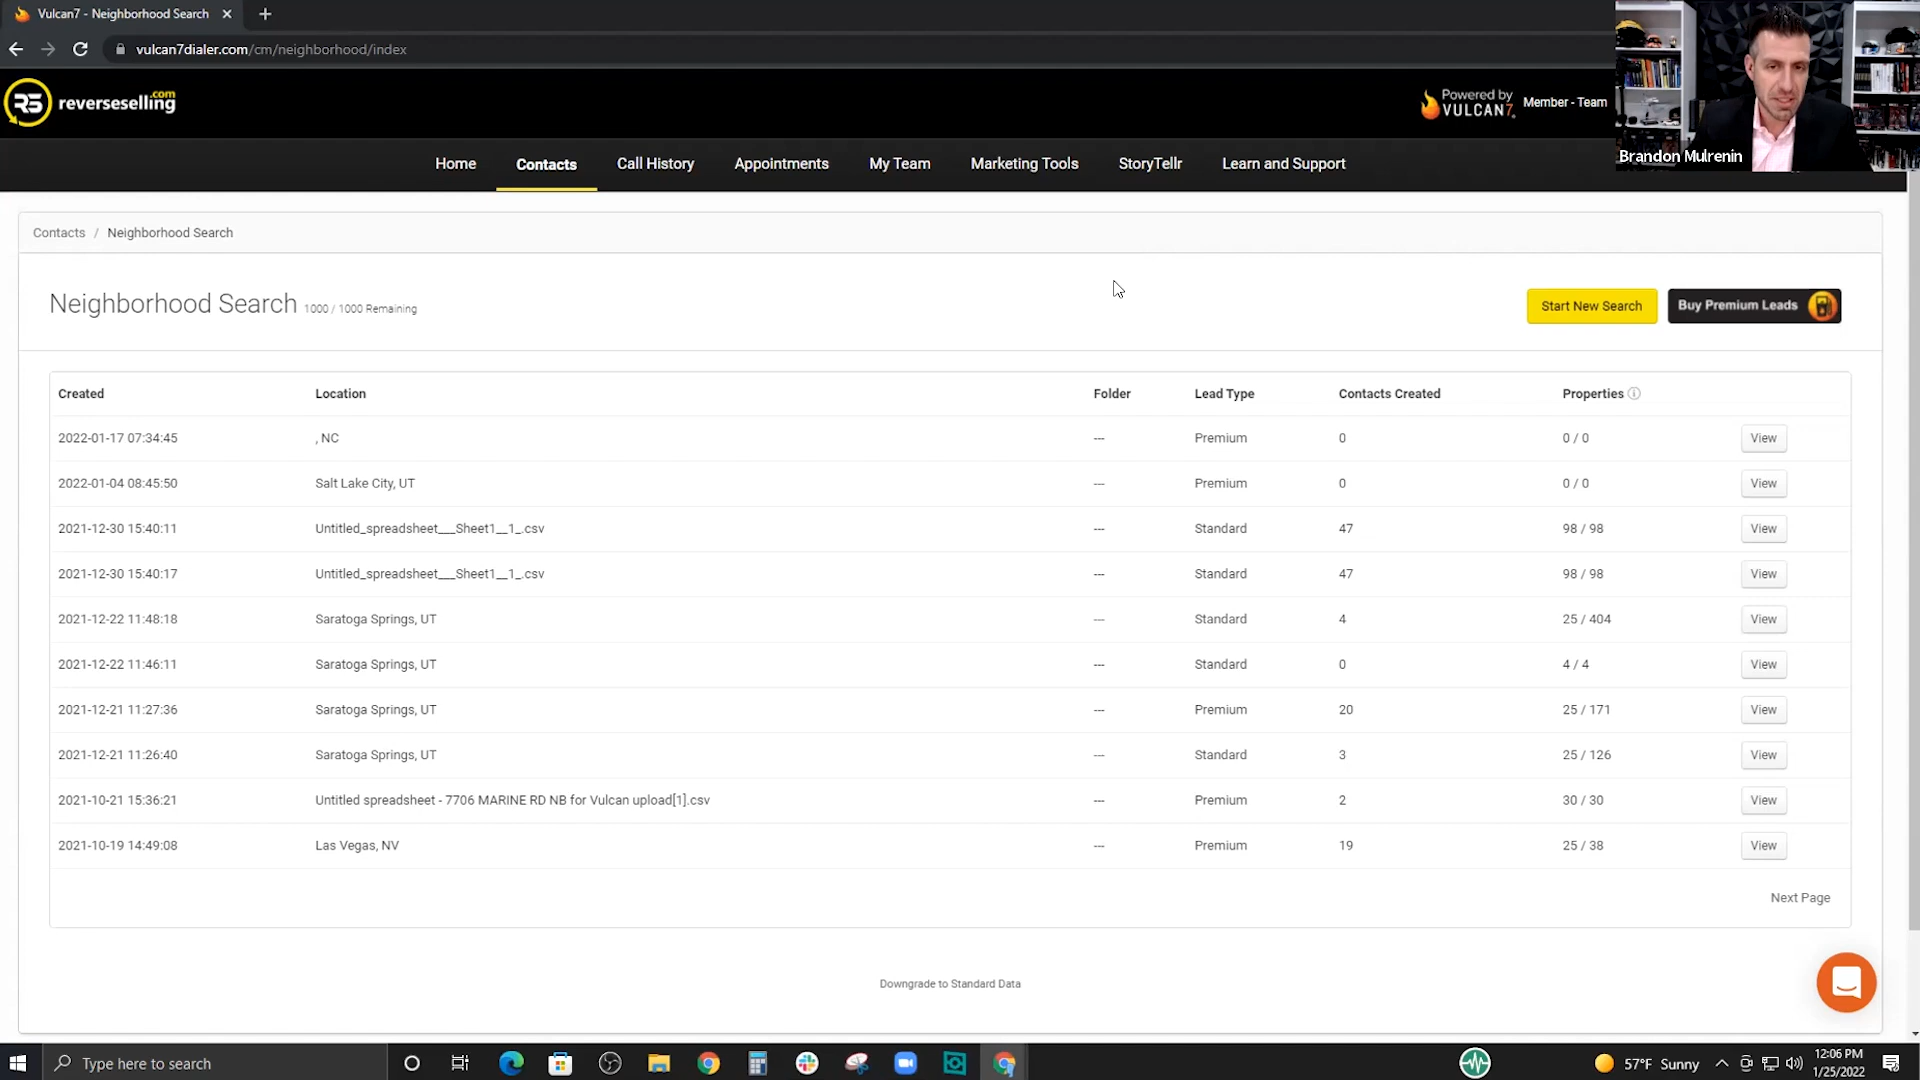 Vulcan7 - Neighborhood Search
vulcan7dialer.com/cm/neighborhood/index
RS reverseselling.com
Powered by VULCAN7 Member - Team
Brandon Mulrenin
Home Contacts Call History Appointments My Team Marketing Tools StoryTellr Learn and Support
Contacts / Neighborhood Search
Neighborhood Search 1000 / 1000 Remaining
Start New Search Buy Premium Leads
Created Location Folder Lead Type Contacts Created Properties
2022-01-17 07:34:45 , NC --- Premium 0 0 / 0 View
2022-01-04 08:45:50 Salt Lake City, UT --- Premium 0 0 / 0 View
2021-12-30 15:40:11 Untitled_spreadsheet___Sheet1__1_.csv --- Standard 47 98 / 98 View
2021-12-30 15:40:17 Untitled_spreadsheet___Sheet1__1_.csv --- Standard 47 98 / 98 View
2021-12-22 11:48:18 Saratoga Springs, UT --- Standard 4 25 / 404 View
2021-12-22 11:46:11 Saratoga Springs, UT --- Standard 0 4 / 4 View
2021-12-21 11:27:36 Saratoga Springs, UT --- Premium 20 25 / 171 View
2021-12-21 11:26:40 Saratoga Springs, UT --- Standard 3 25 / 126 View
2021-10-21 15:36:21 Untitled spreadsheet - 7706 MARINE RD NB for Vulcan upload[1].csv --- Premium 2 30 / 30 View
2021-10-19 14:49:08 Las Vegas, NV --- Premium 19 25 / 38 View
Next Page
Downgrade to Standard Data
Type here to search
57°F Sunny
12:06 PM
1/25/2022